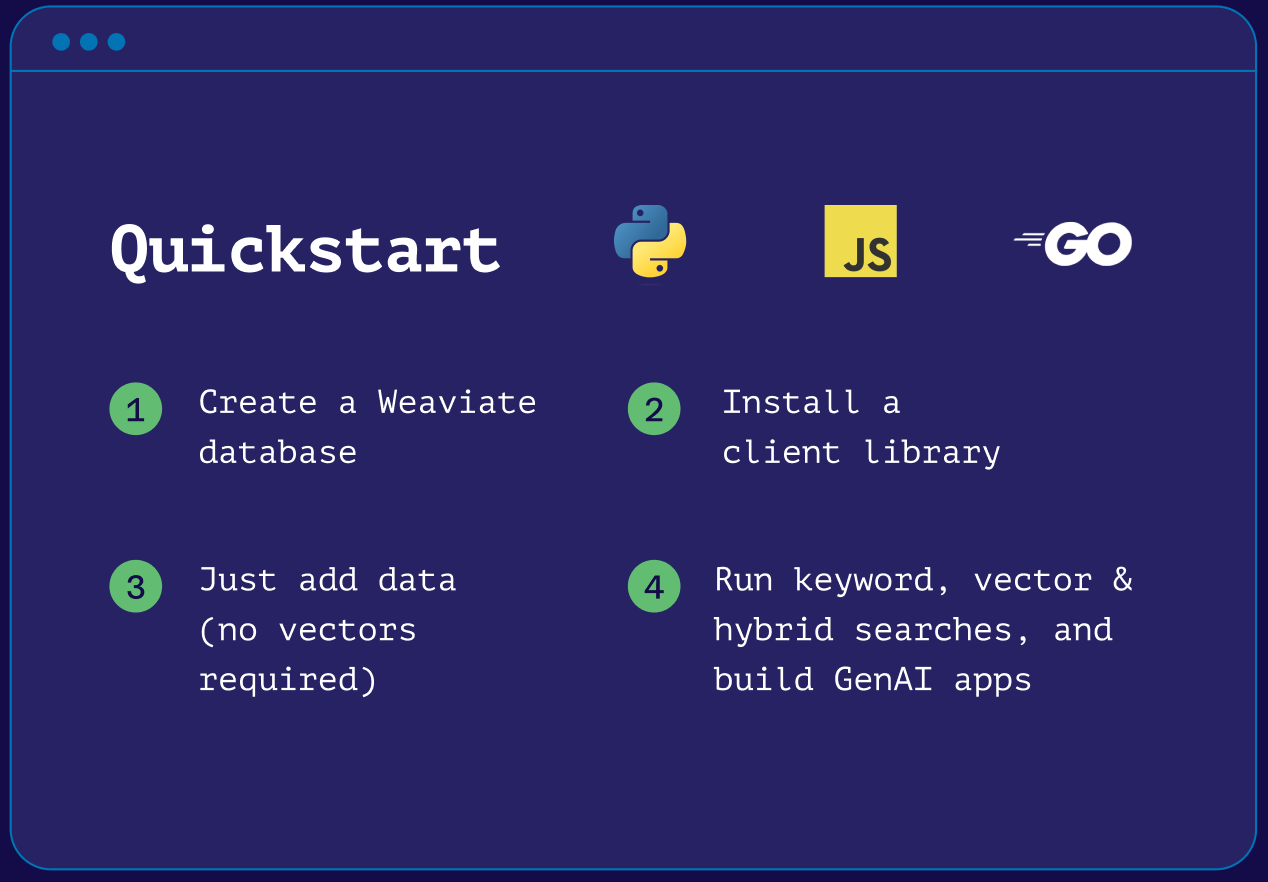 Quickstart
JS
GO
1
Create a Weaviate
database
2
Install a
client library
3
Just add data
(no vectors
required)
4
Run keyword, vector &
hybrid searches, and
build GenAI apps